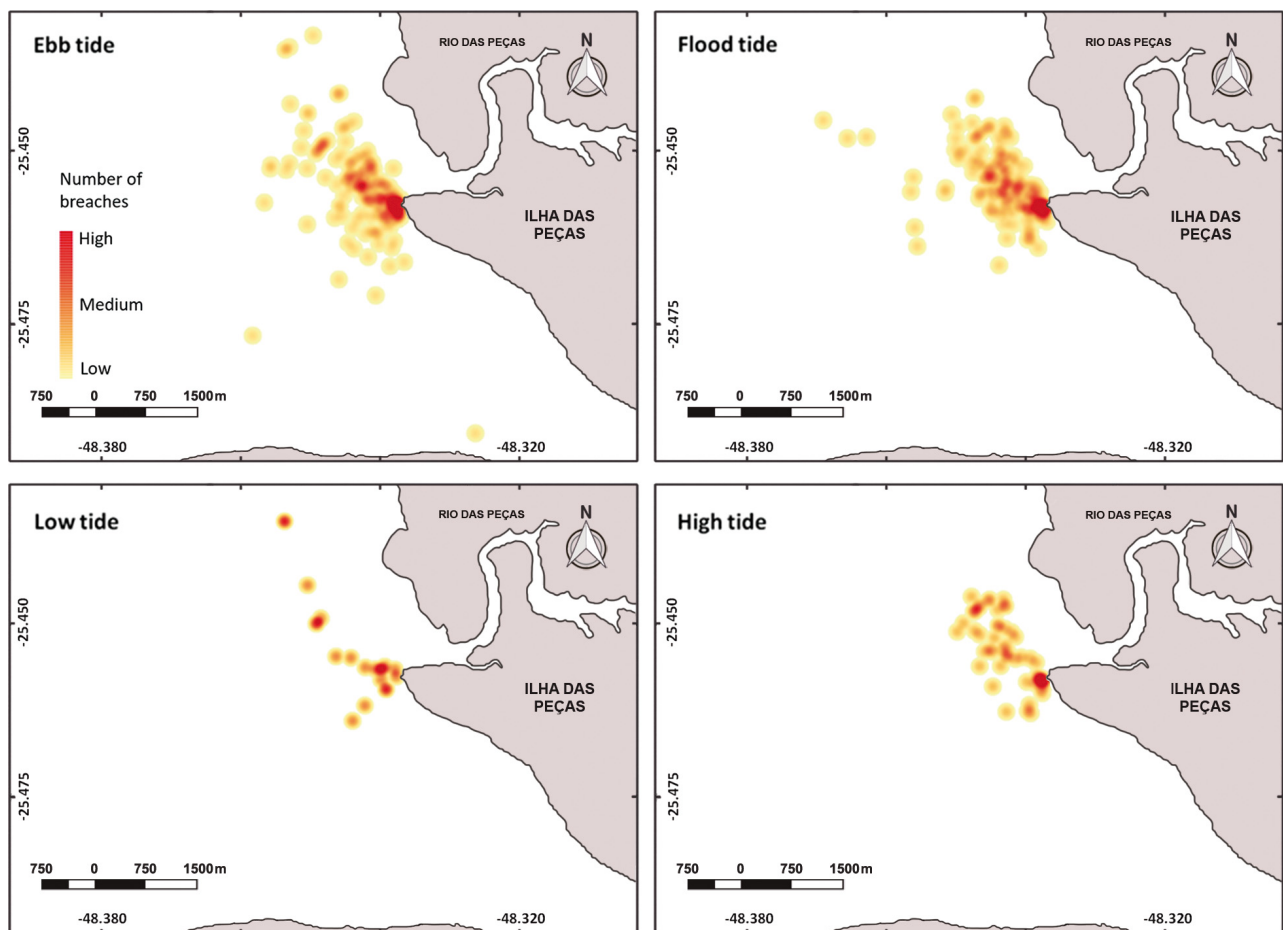 Ebb tide
RIO DAS PEÇAS
N
-25.450
Number of
breaches
High
Medium
Low
ILHA DAS
PEÇAS
-25.475
750 0 750 1500m
-48.380
-48.320
Flood tide
RIO DAS PEÇAS
N
-25.450
ILHA DAS
PEÇAS
-25.475
750 0 750 1500m
-48.380
-48.320
Low tide
RIO DAS PEÇAS
N
-25.450
ILHA DAS
PEÇAS
-25.475
750 0 750 1500m
-48.380
-48.320
High tide
RIO DAS PEÇAS
N
-25.450
ILHA DAS
PEÇAS
-25.475
750 0 750 1500m
-48.380
-48.320